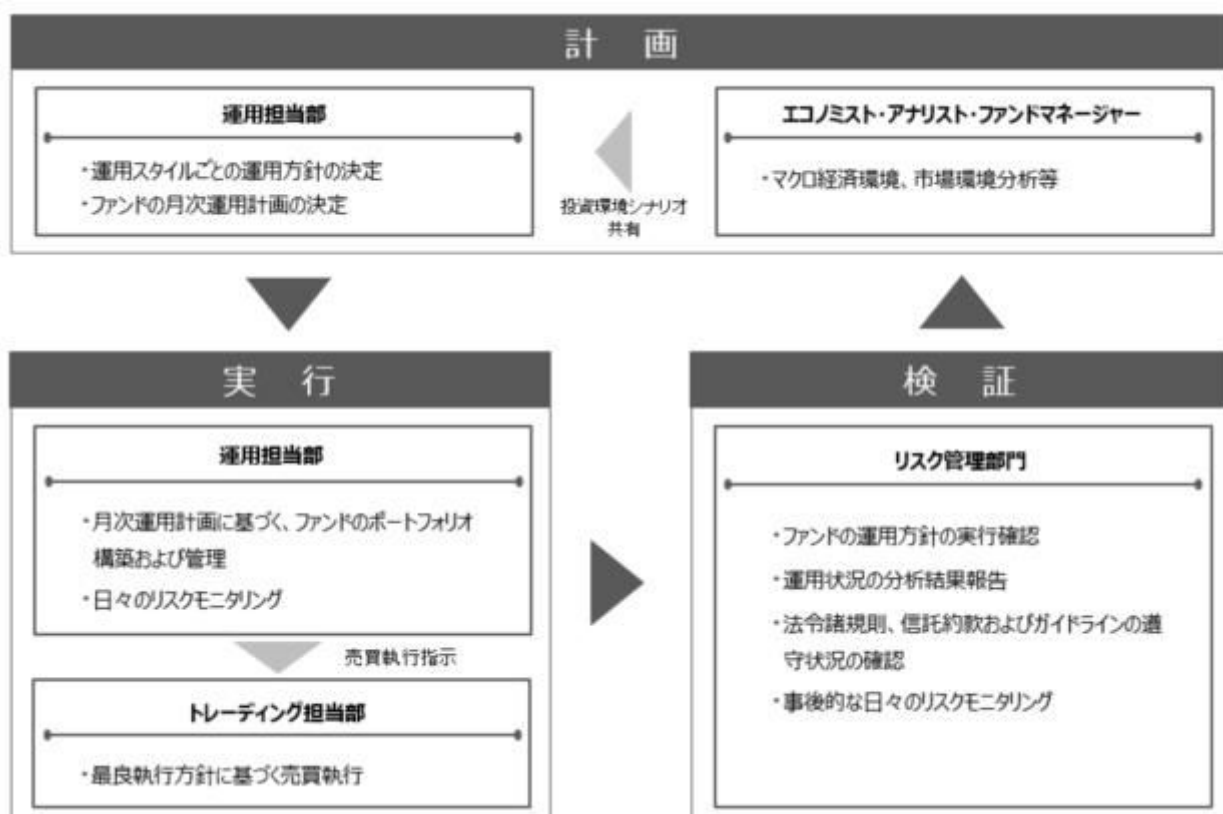 計 画
運用担当部
・運用スタイルごとの運用方針の決定
・ファンドの月次運用計画の決定
投資環境シナリオ
共有
エコノミスト・アナリスト・ファンドマネージャー
・マクロ経済環境、市場環境分析等
実 行
運用担当部
・月次運用計画に基づく、ファンドのポートフォリオ
構築および管理
・日々のリスクモニタリング
売買執行指示
トレーディング担当部
・最良執行方針に基づく売買執行
検 証
リスク管理部門
・ファンドの運用方針の実行確認
・運用状況の分析結果報告
・法令諸規則、信託約款およびガイドラインの遵
守状況の確認
・事後的な日々のリスクモニタリング